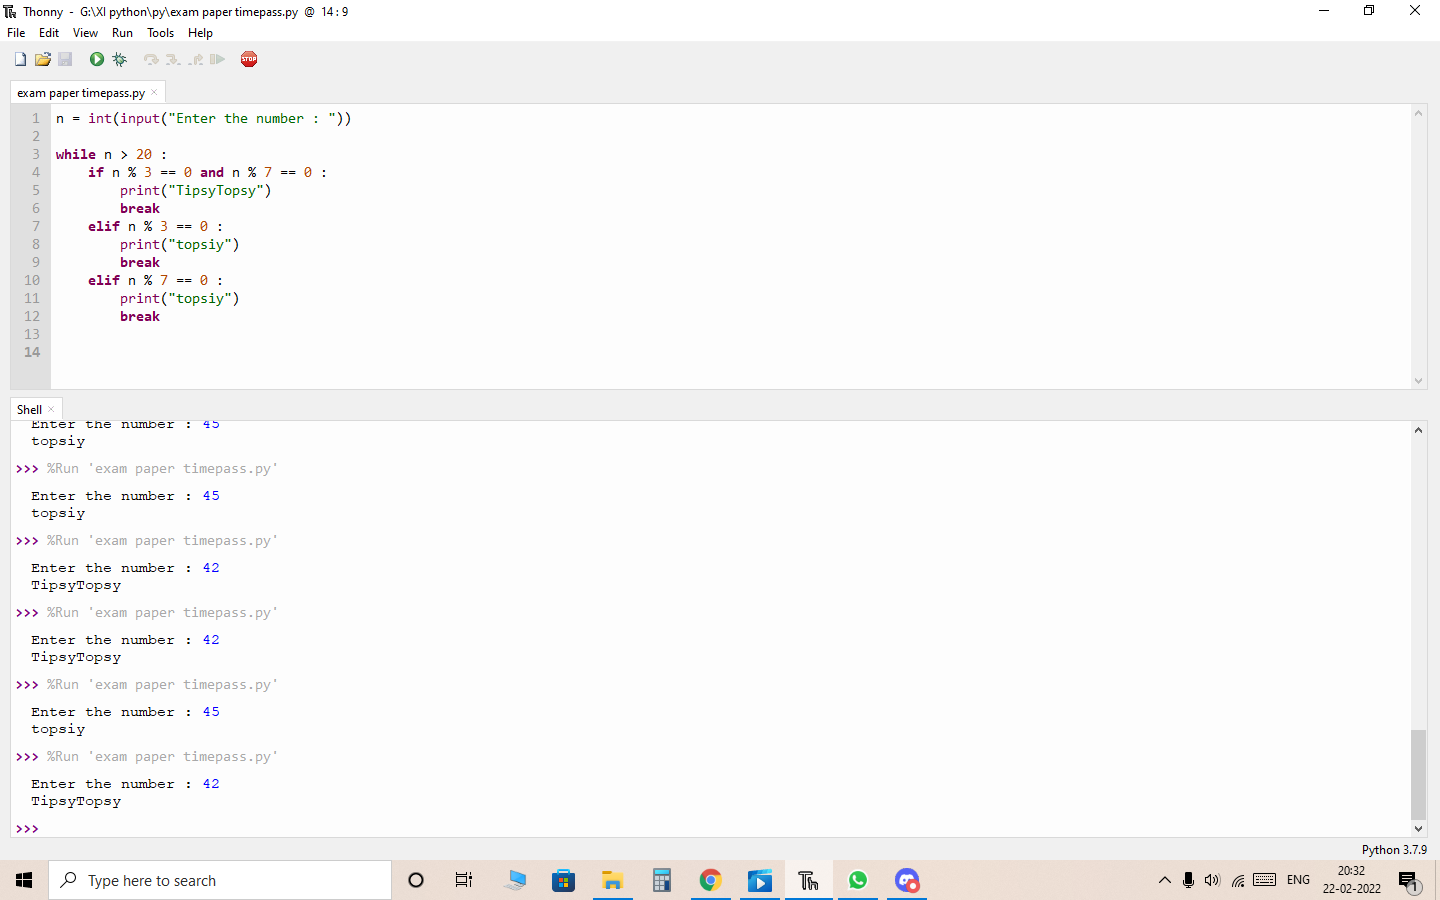 Thonny - G:\XI python\py\exam paper timepass.py @ 14 : 9
File Edit View Run Tools Help
STOP
exam paper timepass.py
1 n = int(input("Enter the number : "))
2
3 while n > 20 :
4     if n % 3 == 0 and n % 7 == 0 :
5         print("TipsyTopsy")
6         break
7     elif n % 3 == 0 :
8         print("topsiy")
9         break
10     elif n % 7 == 0 :
11         print("topsiy")
12         break
13
14
Shell
Enter the number : 45
topsiy
>>> %Run 'exam paper timepass.py'
Enter the number : 45
topsiy
>>> %Run 'exam paper timepass.py'
Enter the number : 42
TipsyTopsy
>>> %Run 'exam paper timepass.py'
Enter the number : 42
TipsyTopsy
>>> %Run 'exam paper timepass.py'
Enter the number : 45
topsiy
>>> %Run 'exam paper timepass.py'
Enter the number : 42
TipsyTopsy
>>>
Python 3.7.9
Type here to search
Th
ENG
20:32
22-02-2022
1